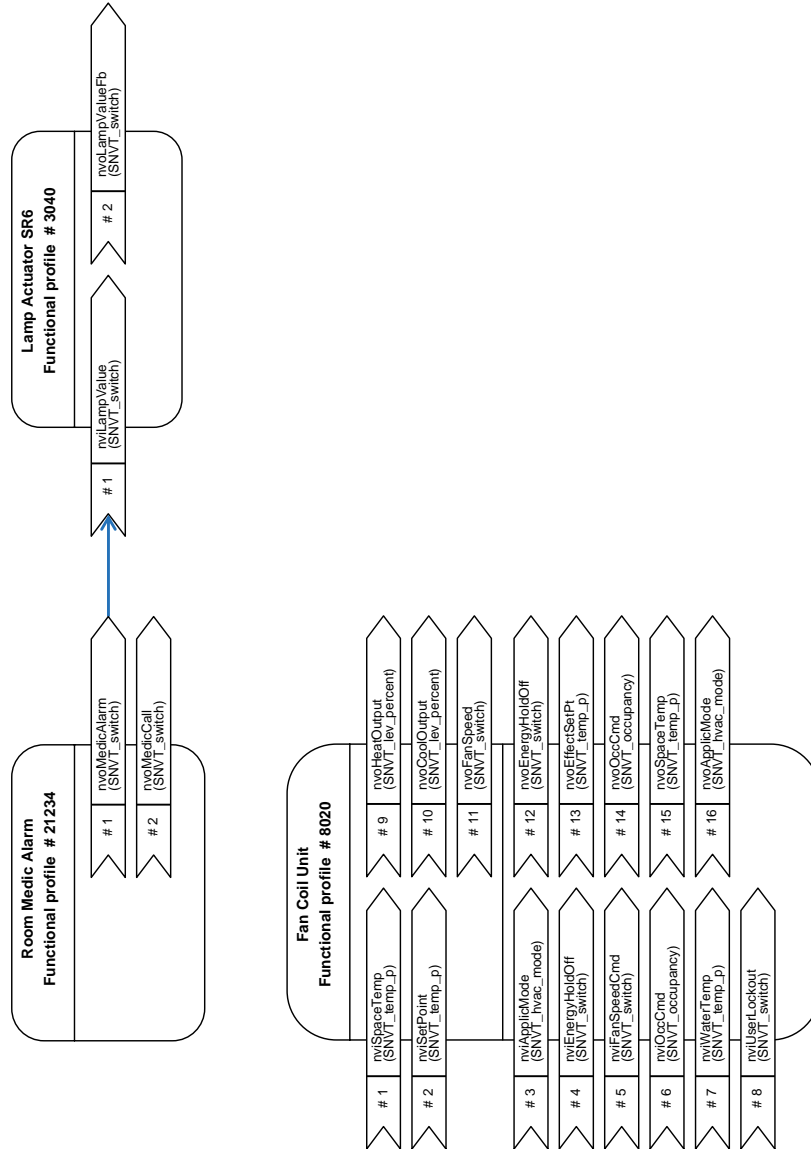 Room Medic Alarm
Functional profile # 21234
# 1
nvoMedicAlarm
(SNVT_switch)
# 2
nvoMedicCall
(SNVT_switch)
Lamp Actuator SR6
Functional profile # 3040
# 1
nviLampValue
(SNVT_switch)
# 2
nvoLampValueFb
(SNVT_switch)
Fan Coil Unit
Functional profile # 8020
# 1
nviSpaceTemp
(SNVT_temp_p)
# 2
nviSetPoint
(SNVT_temp_p)
# 3
nviApplicMode
(SNVT_hvac_mode)
# 4
nviEnergyHoldOff
(SNVT_switch)
# 5
nviFanSpeedCmd
(SNVT_switch)
# 6
nviOccCmd
(SNVT_occupancy)
# 7
nviWaterTemp
(SNVT_temp_p)
# 8
nviUserLockout
(SNVT_switch)
# 9
nvoHeatOutput
(SNVT_lev_percent)
# 10
nvoCoolOutput
(SNVT_lev_percent)
# 11
nvoFanSpeed
(SNVT_switch)
# 12
nvoEnergyHoldOff
(SNVT_switch)
# 13
nvoEffectSetPt
(SNVT_temp_p)
# 14
nvoOccCmd
(SNVT_occupancy)
# 15
nvoSpaceTemp
(SNVT_temp_p)
# 16
nvoApplicMode
(SNVT_hvac_mode)